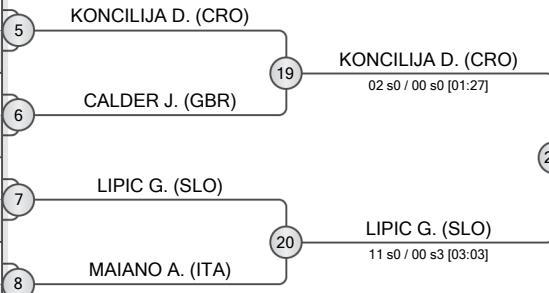 KONCILIJA D. (CRO)
5
19
KONCILIJA D. (CRO)
02 s0 / 00 s0 [01:27]
CALDER J. (GBR)
6
LIPIC G. (SLO)
7
20
LIPIC G. (SLO)
11 s0 / 00 s3 [03:03]
MAIANO A. (ITA)
8